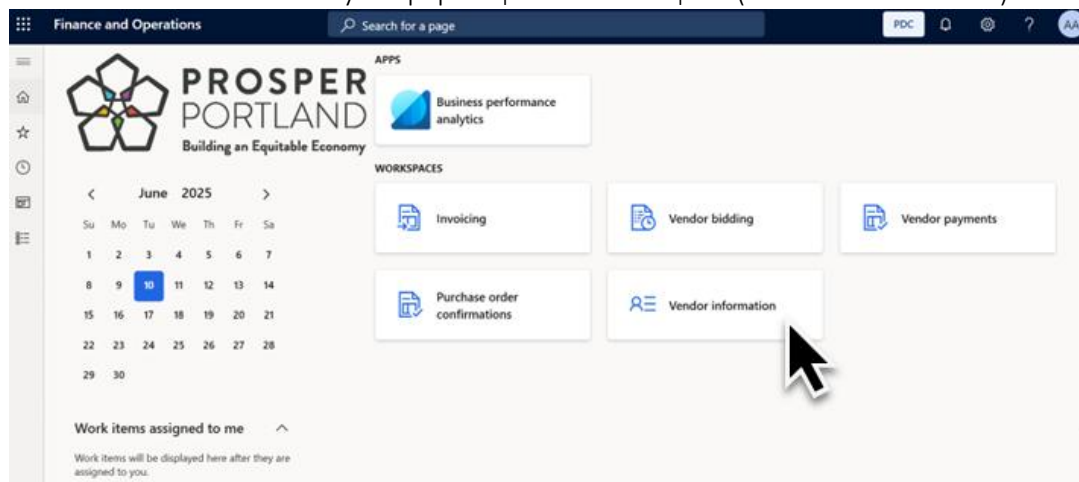 Finance and Operations
Search for a page
PDC
?
AA
PROSPER
PORTLAND
Building an Equitable Economy
June 2025
Su Mo Tu We Th Fr Sa
1 2 3 4 5 6 7
8 9 10 11 12 13 14
15 16 17 18 19 20 21
22 23 24 25 26 27 28
29 30
Work items assigned to me
Work items will be displayed here after they are
assigned to you.
APPS
Business performance
analytics
WORKSPACES
Invoicing
Vendor bidding
Vendor payments
Purchase order
confirmations
Vendor information